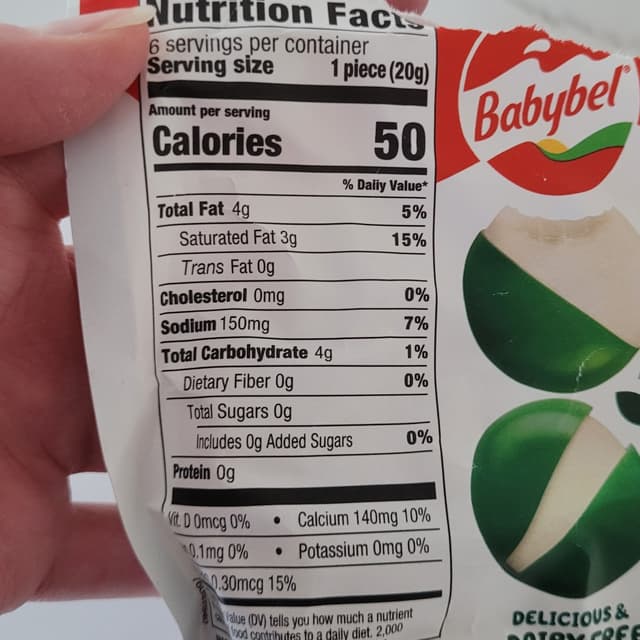 Nutrition Facts
6 servings per container
Serving size 1 piece (20g)
Amount per serving
Calories 50
% Daily Value*
Total Fat 4g 5%
Saturated Fat 3g 15%
Trans Fat 0g
Cholesterol 0mg 0%
Sodium 150mg 7%
Total Carbohydrate 4g 1%
Dietary Fiber 0g 0%
Total Sugars 0g
Includes 0g Added Sugars 0%
Protein 0g
Vit. D 0mcg 0% • Calcium 140mg 10%
0.1mg 0% • Potassium 0mg 0%
0.30mcg 15%
Value (DV) tells you how much a nutrient
food contributes to a daily diet. 2,000
Babybel®
DELICIOUS &